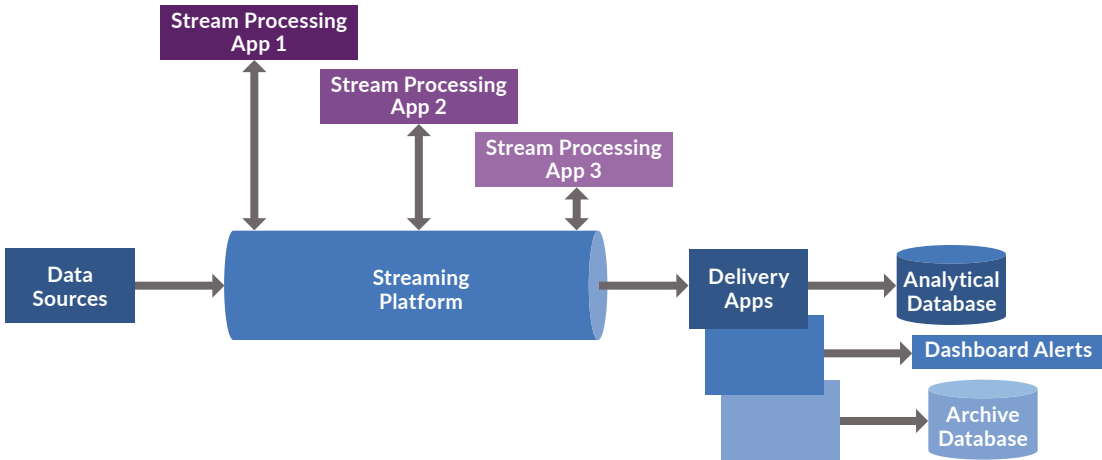 Stream Processing
App 1
Stream Processing
App 2
Stream Processing
App 3
Data
Sources
Streaming
Platform
Delivery
Apps
Analytical
Database
Dashboard Alerts
Archive
Database